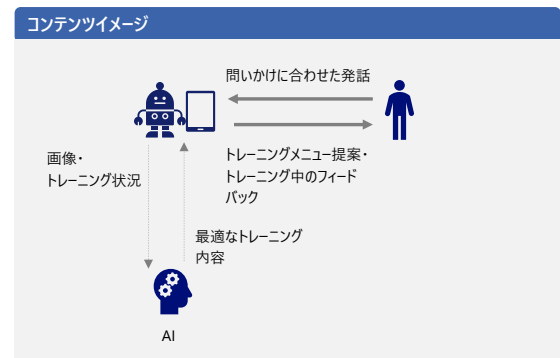 コンテンツイメージ
問いかけに合わせた発話
画像・
トレーニング状況
トレーニングメニュー提案・
トレーニング中のフィード
バック
最適なトレーニング
内容
AI